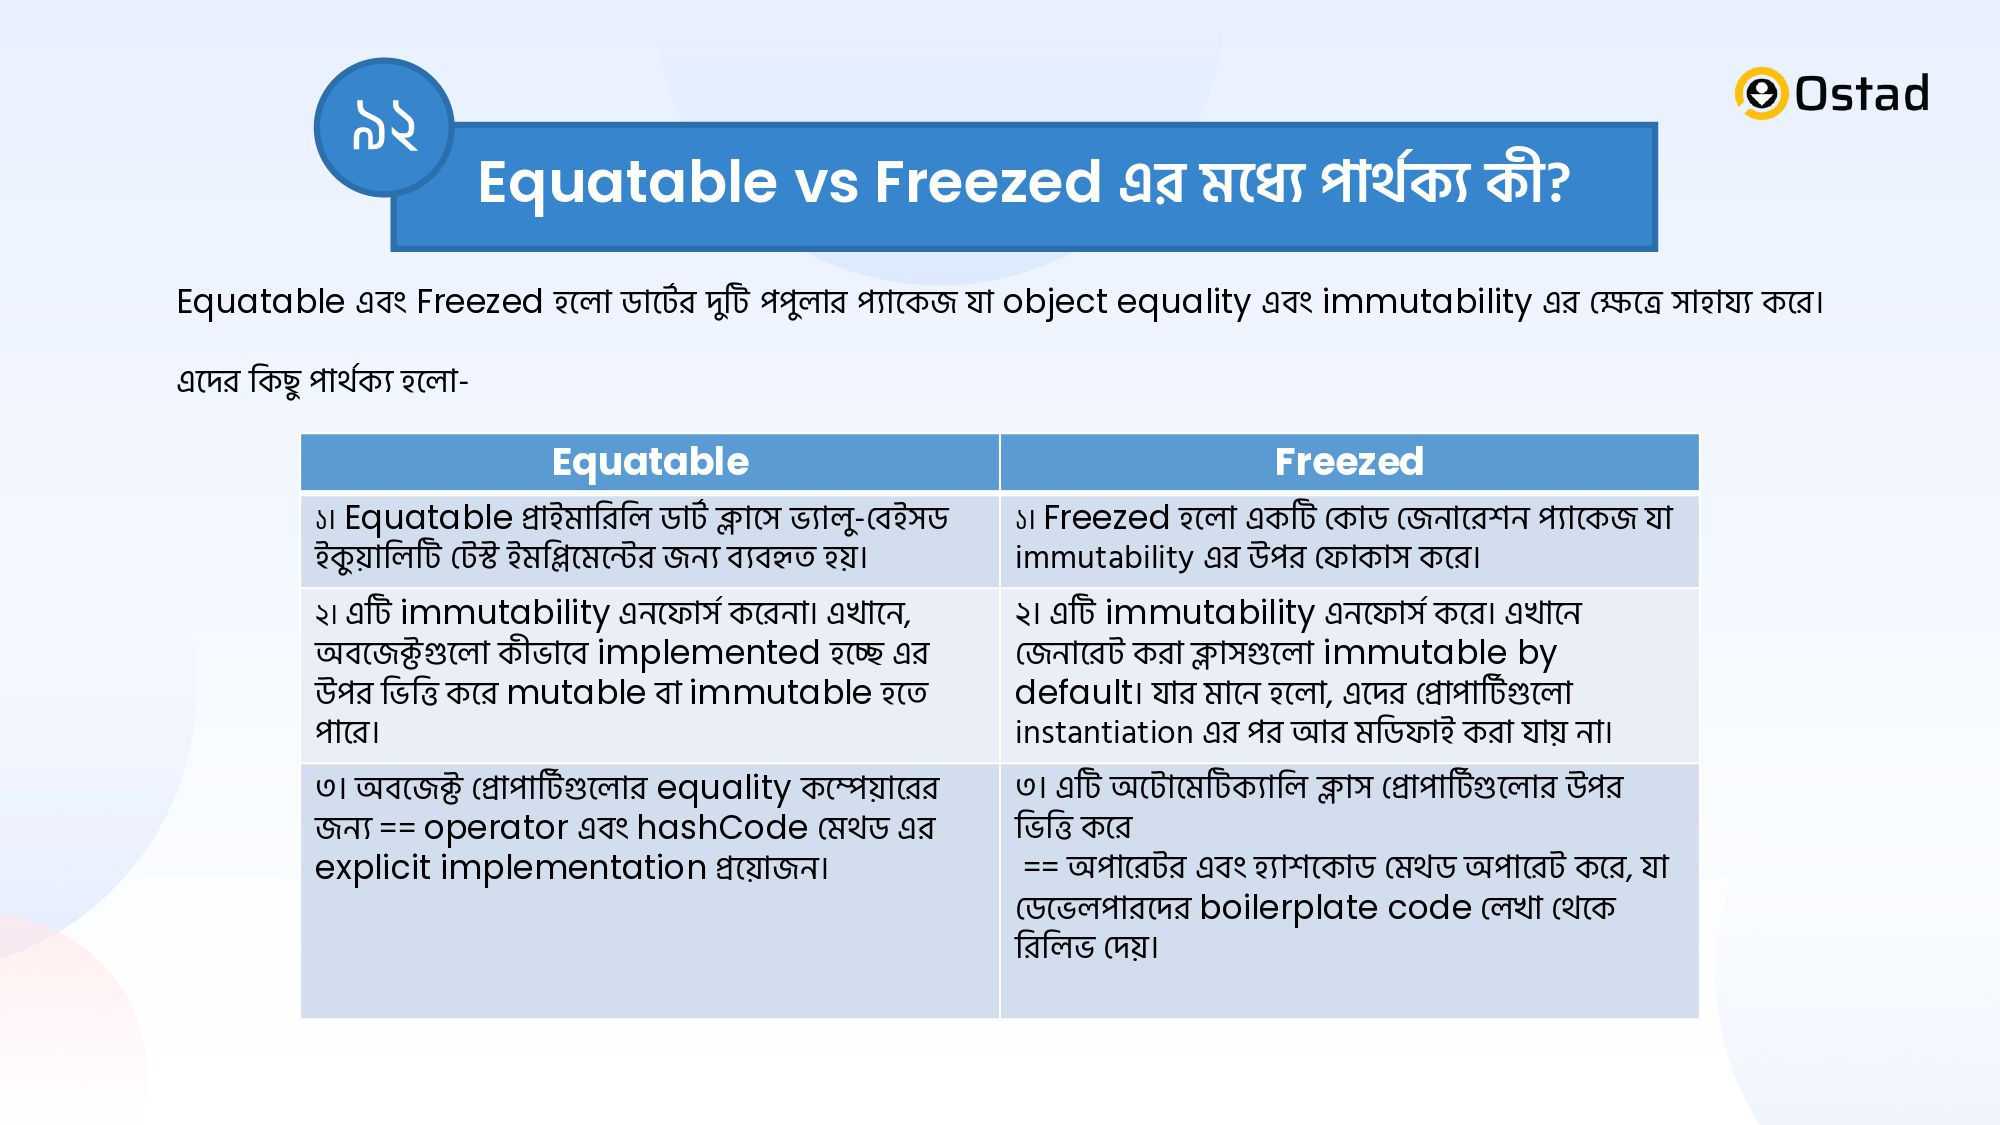 ১২
Ostad
Equatable vs Freezed এর মধ্যে পার্থক্য কী?
Equatable এবং Freezed হলো ডার্টের দুটি পপুলার প্যাকেজ যা object equality এবং immutability এর ক্ষেত্রে সাহায্য করে।
এদের কিছু পার্থক্য হলো-
Equatable
১। Equatable প্রাইমারিলি ডার্ট ক্লাসে ভ্যালু-বেইসড
ইকুয়ালিটি টেস্ট ইমপ্লিমেন্টের জন্য ব্যবহৃত হয়।
২। এটি immutability এনফোর্স করেনা। এখানে,
অবজেক্টগুলো কীভাবে implemented হচ্ছে এর
উপর ভিত্তি করে mutable বা immutable হতে
পারে।
৩। অবজেক্ট প্রোপার্টিগুলোর equality কম্পেয়ারের
জন্য == operator এবং hashCode মেথড এর
explicit implementation প্রয়োজন।
Freezed
১। Freezed হলো একটি কোড জেনারেশন প্যাকেজ যা
immutability এর উপর ফোকাস করে।
২। এটি immutability এনফোর্স করে। এখানে
জেনারেট করা ক্লাসগুলো immutable by
default। যার মানে হলো, এদের প্রোপার্টিগুলো
instantiation এর পর আর মডিফাই করা যায় না।
৩। এটি অটোমেটিক্যালি ক্লাস প্রোপার্টিগুলোর উপর
ভিত্তি করে
== অপারেটর এবং হ্যাশকোড মেথড অপারেট করে, যা
ডেভেলপারদের boilerplate code লেখা থেকে
রিলিভ দেয়।